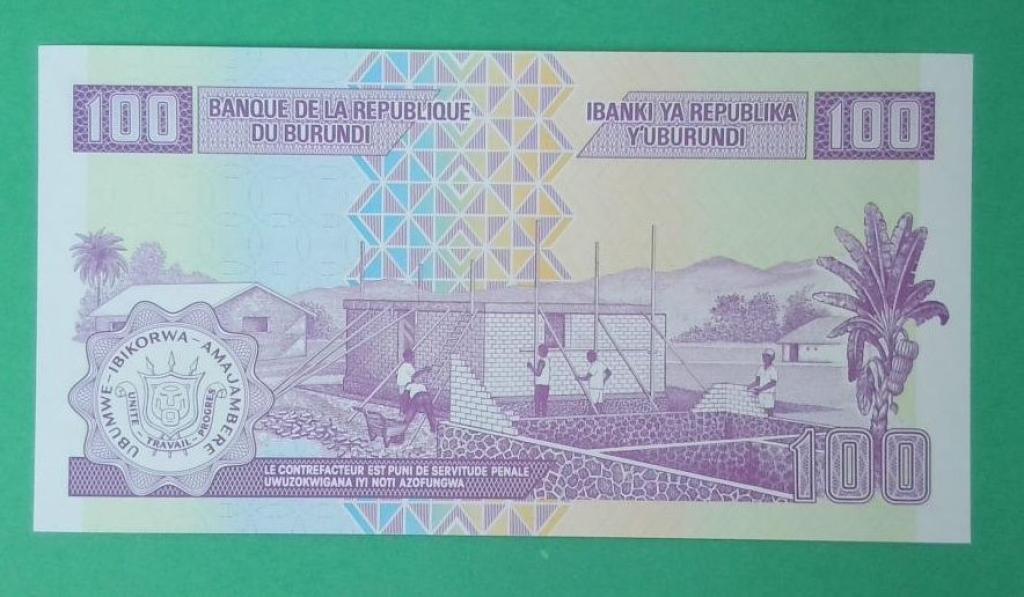 100
BANQUE DE LA REPUBLIQUE
DU BURUNDI
IBANKI YA REPUBLIKA
Y'UBURUNDI
100
UBUMWE-IBIKORWA-AMAJAMBERE
UNITE - TRAVAIL - PROGRES
LE CONTREFACTEUR EST PUNI DE SERVITUDE PENALE
UWUZOKWIGANA IYI NOTI AZOFUNGWA
100